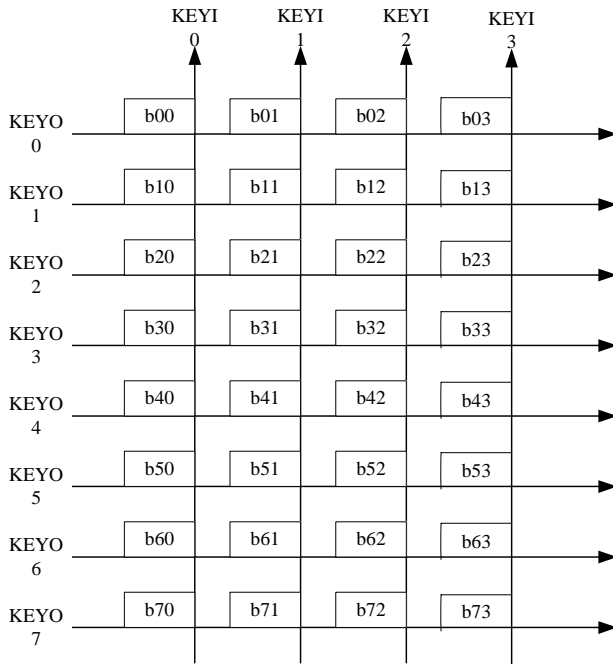 KEYI KEYI KEYI KEYI
0 1 2 3
KEYO b00 b01 b02 b03
0
KEYO b10 b11 b12 b13
1
KEYO b20 b21 b22 b23
2
KEYO b30 b31 b32 b33
3
KEYO b40 b41 b42 b43
4
KEYO b50 b51 b52 b53
5
KEYO b60 b61 b62 b63
6
KEYO b70 b71 b72 b73
7